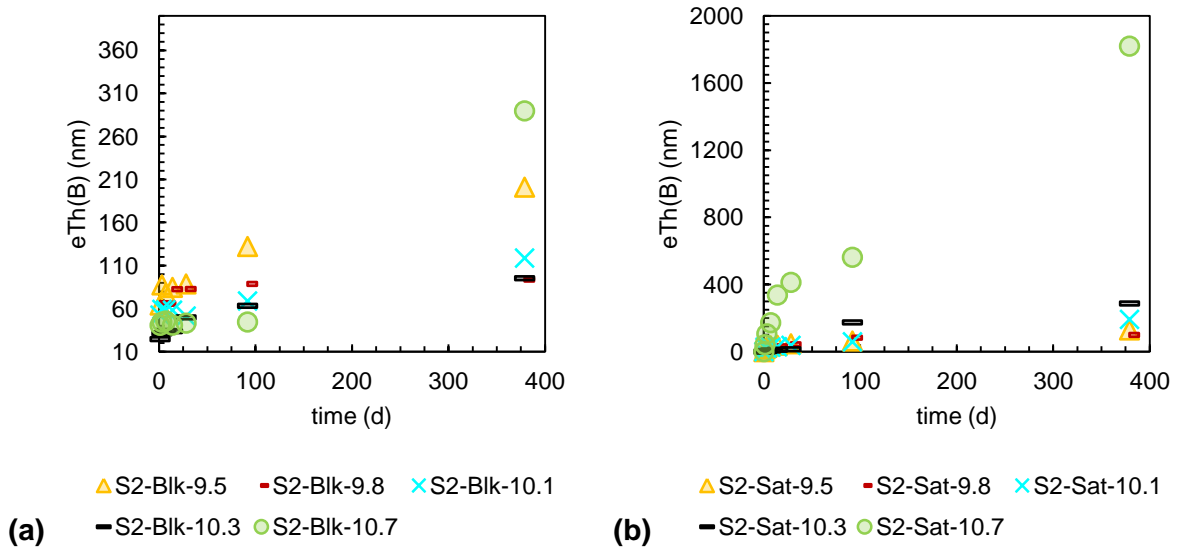 360
310
260
210
160
110
60
10
eTh(B) (nm)
0
100
200
300
400
time (d)
S2-Blk-9.5
S2-Blk-9.8
S2-Blk-10.1
S2-Blk-10.3
S2-Blk-10.7
(a)
2000
1600
1200
800
400
0
eTh(B) (nm)
0
100
200
300
400
time (d)
S2-Sat-9.5
S2-Sat-9.8
S2-Sat-10.1
S2-Sat-10.3
S2-Sat-10.7
(b)